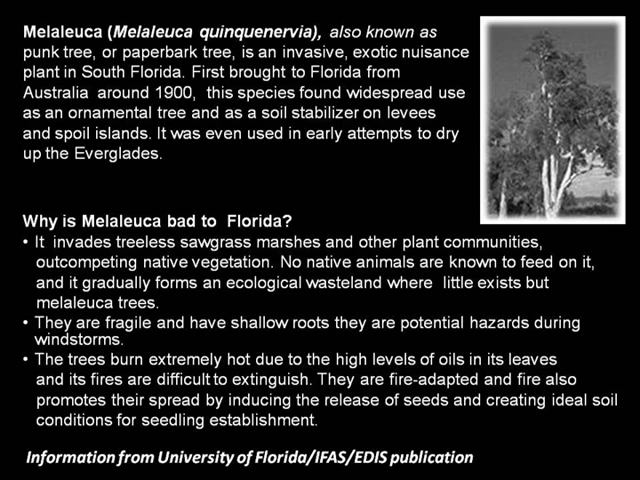 Melaleuca (Melaleuca quinquenervia), also known as
punk tree, or paperbark tree, is an invasive, exotic nuisance
plant in South Florida. First brought to Florida from
Australia around 1900, this species found widespread use
as an ornamental tree and as a soil stabilizer on levees
and spoil islands. It was even used in early attempts to dry
up the Everglades.
Why is Melaleuca bad to Florida?
• It invades treeless sawgrass marshes and other plant communities,
outcompeting native vegetation. No native animals are known to feed on it,
and it gradually forms an ecological wasteland where little exists but
melaleuca trees.
• They are fragile and have shallow roots they are potential hazards during
windstorms.
• The trees burn extremely hot due to the high levels of oils in its leaves
and its fires are difficult to extinguish. They are fire-adapted and fire also
promotes their spread by inducing the release of seeds and creating ideal soil
conditions for seedling establishment.
Information from University of Florida/IFAS/EDIS publication